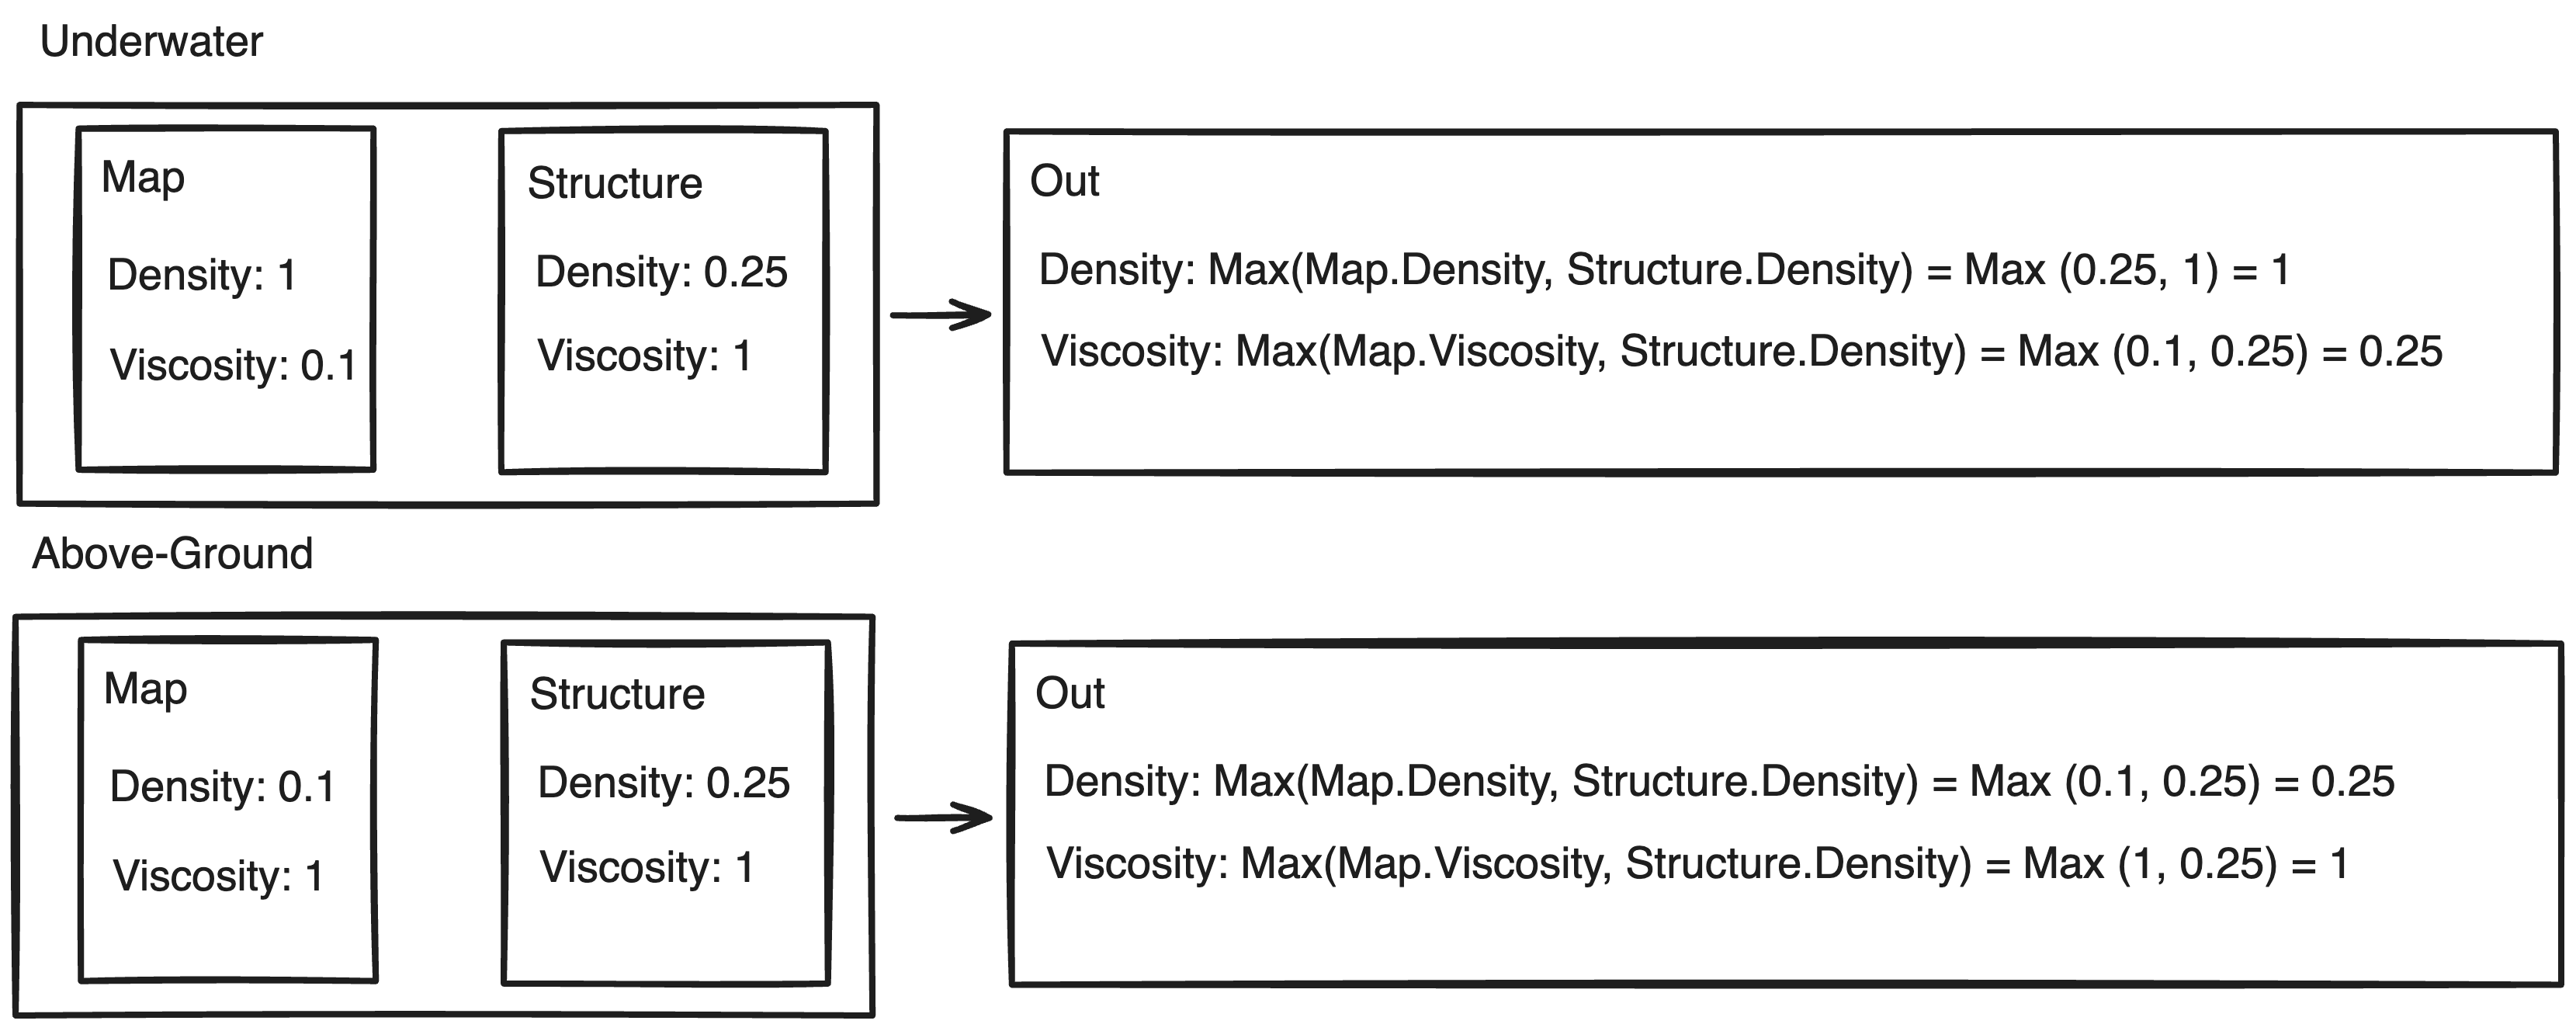 Underwater
Map
Density: 1
Viscosity: 0.1
Structure
Density: 0.25
Viscosity: 1
Out
Density: Max(Map.Density, Structure.Density) = Max (0.25, 1) = 1
Viscosity: Max(Map.Viscosity, Structure.Density) = Max (0.1, 0.25) = 0.25
Above-Ground
Map
Density: 0.1
Viscosity: 1
Structure
Density: 0.25
Viscosity: 1
Out
Density: Max(Map.Density, Structure.Density) = Max (0.1, 0.25) = 0.25
Viscosity: Max(Map.Viscosity, Structure.Density) = Max (1, 0.25) = 1